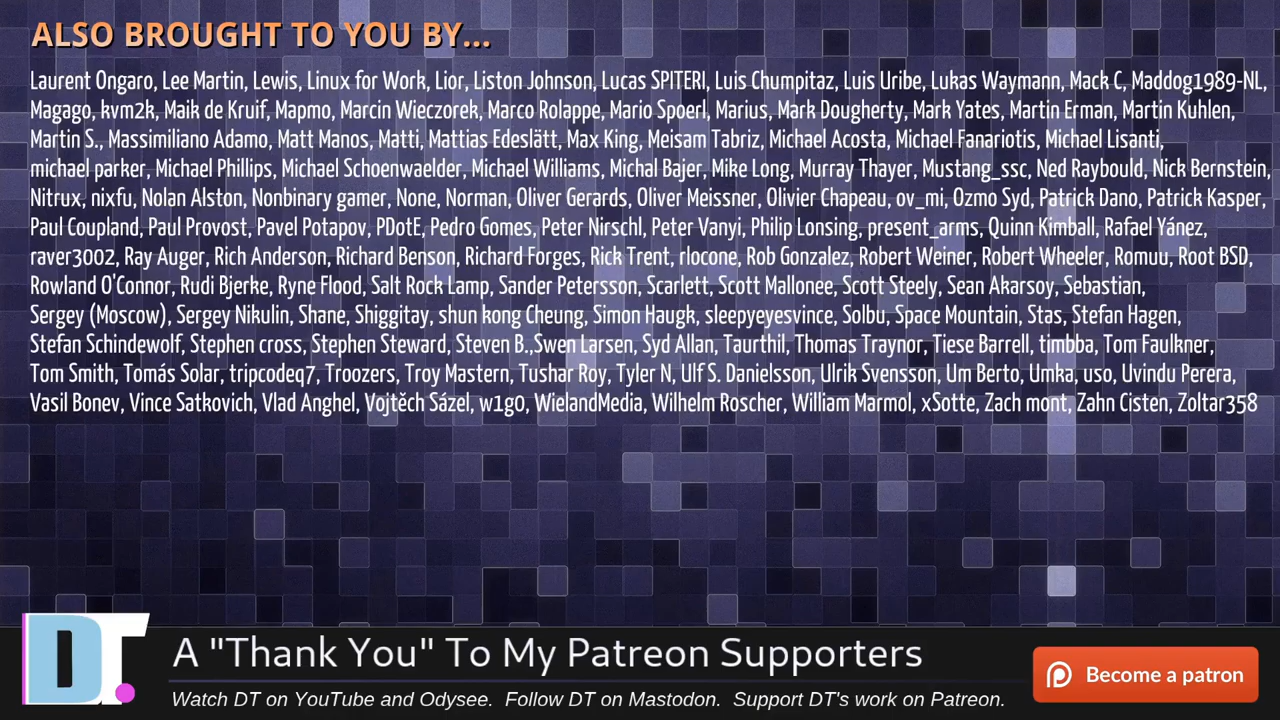 ALSO BROUGHT TO YOU BY...
Laurent Ongaro, Lee Martin, Lewis, Linux for Work, Lior, Liston Johnson, Lucas SPITERI, Luis Chumpitaz, Luis Uribe, Lukas Waymann, Mack C, Maddog1989-NL,
Magago, kvm2k, Maik de Kruif, Mapmo, Marcin Wieczorek, Marco Rolappe, Mario Spoerl, Marius, Mark Dougherty, Mark Yates, Martin Erman, Martin Kuhlen,
Martin S., Massimiliano Adamo, Matt Manos, Matti, Mattias Edeslätt, Max King, Meisam Tabriz, Michael Acosta, Michael Fanariotis, Michael Lisanti,
michael parker, Michael Phillips, Michael Schoenwaelder, Michael Williams, Michal Bajer, Mike Long, Murray Thayer, Mustang_ssc, Ned Raybould, Nick Bernstein,
Nitrux, nixfu, Nolan Alston, Nonbinary gamer, None, Norman, Oliver Gerards, Oliver Meissner, Olivier Chapeau, ov_mi, Ozmo Syd, Patrick Dano, Patrick Kasper,
Paul Coupland, Paul Provost, Pavel Potapov, PDotE, Pedro Gomes, Peter Nirschl, Peter Vanyi, Philip Lonsing, present_arms, Quinn Kimball, Rafael Yánez,
raver3002, Ray Auger, Rich Anderson, Richard Benson, Richard Forges, Rick Trent, rlocone, Rob Gonzalez, Robert Weiner, Robert Wheeler, Romuu, Root BSD,
Rowland O'Connor, Rudi Bjerke, Ryne Flood, Salt Rock Lamp, Sander Petersson, Scarlett, Scott Mallonee, Scott Steely, Sean Akarsoy, Sebastian,
Sergey (Moscow), Sergey Nikulin, Shane, Shiggitay, shun kong Cheung, Simon Haugk, sleepyeyesvince, Solbu, Space Mountain, Stas, Stefan Hagen,
Stefan Schindewolf, Stephen cross, Stephen Steward, Steven B.,Swen Larsen, Syd Allan, Taurthil, Thomas Traynor, Tiese Barrell, timbba, Tom Faulkner,
Tom Smith, Tomás Solar, tripcodeq7, Troozers, Troy Mastern, Tushar Roy, Tyler N, Ulf S. Danielsson, Ulrik Svensson, Um Berto, Umka, uso, Uvindu Perera,
Vasil Bonev, Vince Satkovich, Vlad Anghel, Vojtěch Sázel, w1g0, WielandMedia, Wilhelm Roscher, William Marmol, xSotte, Zach mont, Zahn Cisten, Zoltar358
DT
A "Thank You" To My Patreon Supporters
Watch DT on YouTube and Odysee. Follow DT on Mastodon. Support DT's work on Patreon.
Become a patron